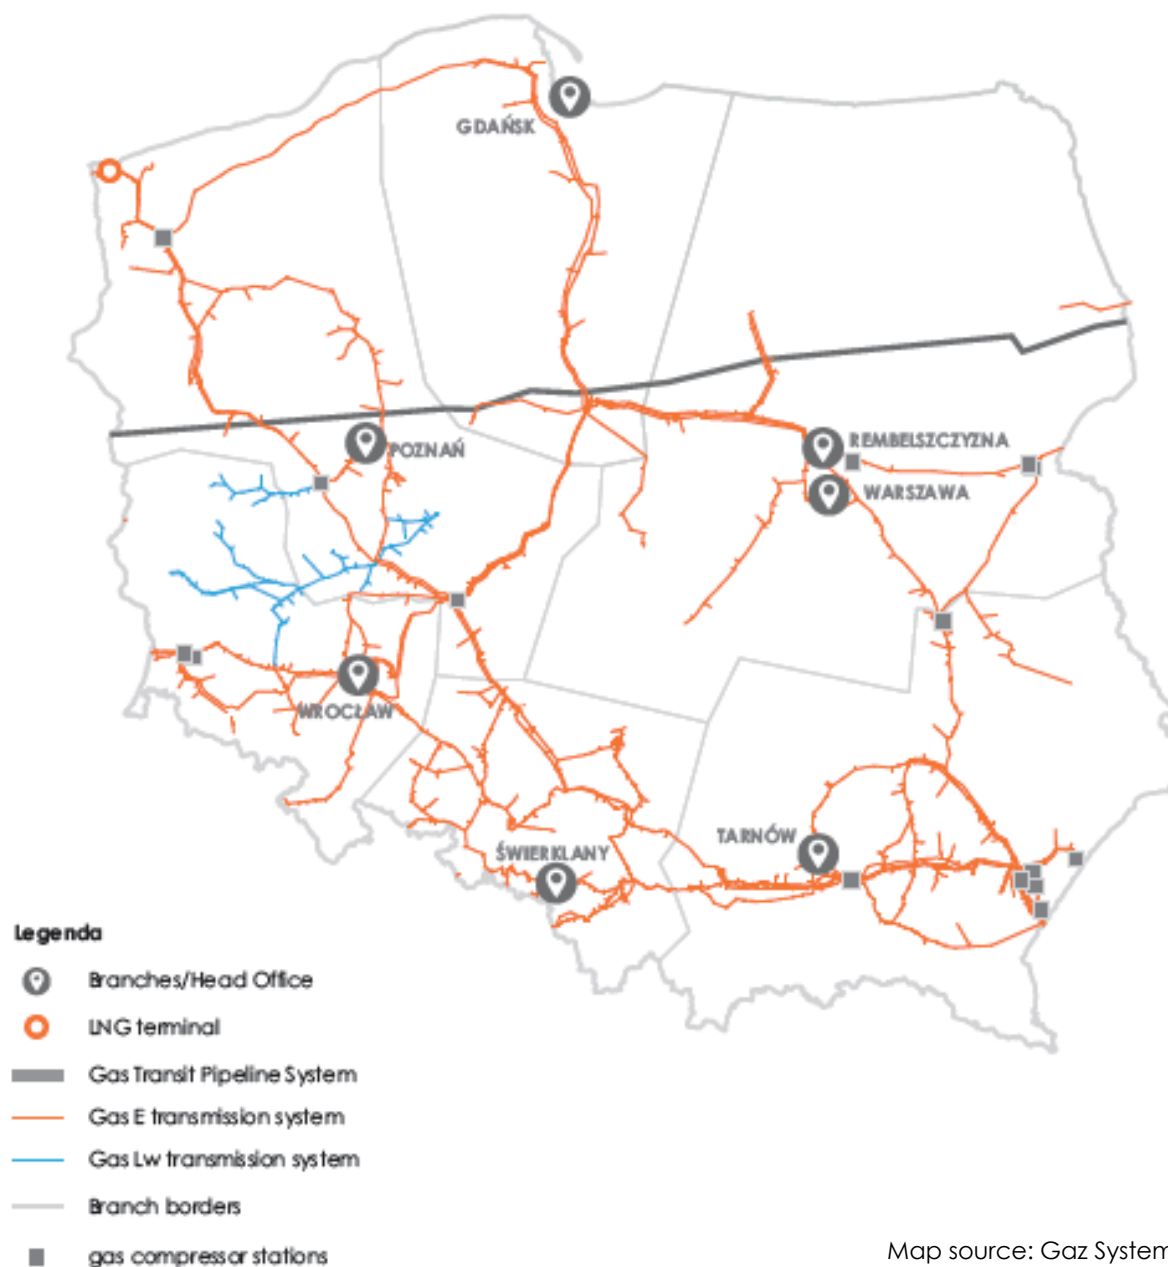 GDAŃSK
POZNAŃ
REMBELSZCZYZNA
WARSZAWA
WROCŁAW
TARNÓW
ŚWIERKLANY
Legenda
Branches/Head Office
LNG terminal
Gas Transit Pipeline System
Gas E transmission system
Gas Lw transmission system
Branch borders
gas compressor stations
Map source: Gaz System